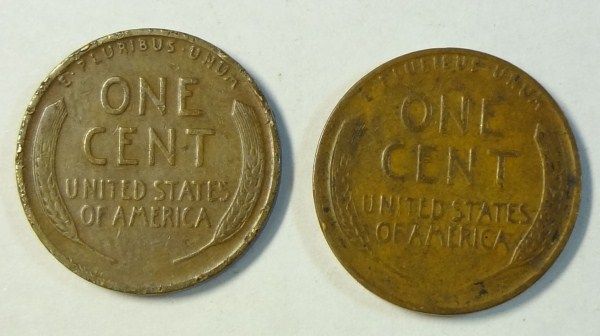 E·PLURIBUS·UNUM
ONE
CENT
UNITED STATES
OF AMERICA
E·PLURIBUS·UNUM
ONE
CENT
UNITED STATES
OF AMERICA